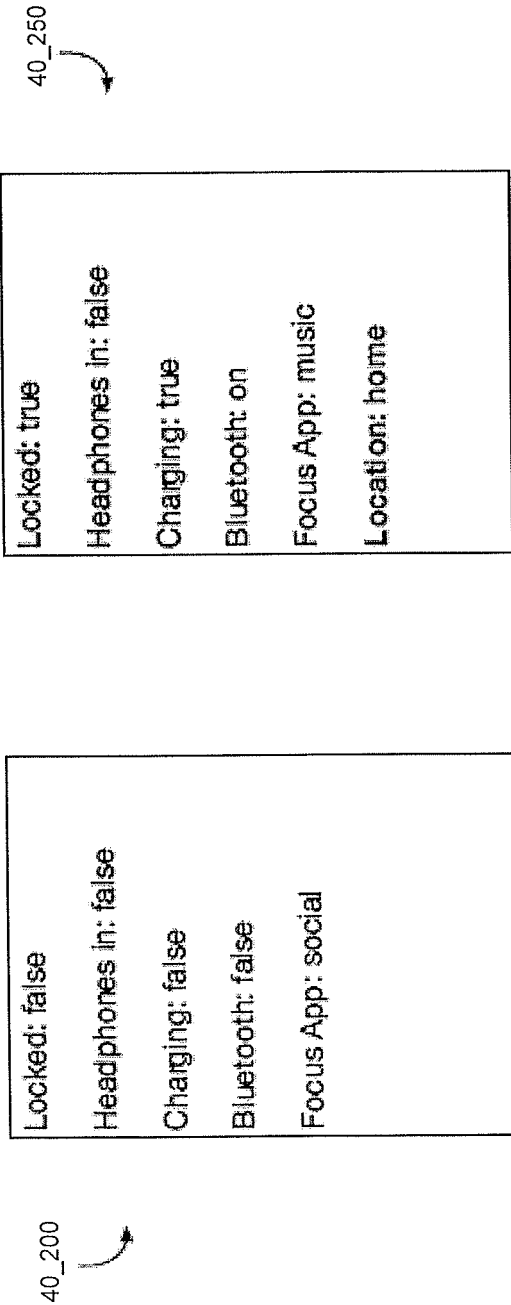 40_200
Locked: false
Headphones in: false
Charging: false
Bluetooth: false
Focus App: social
40_250
Locked: true
Headphones in: false
Charging: true
Bluetooth: on
Focus App: music
Location: home